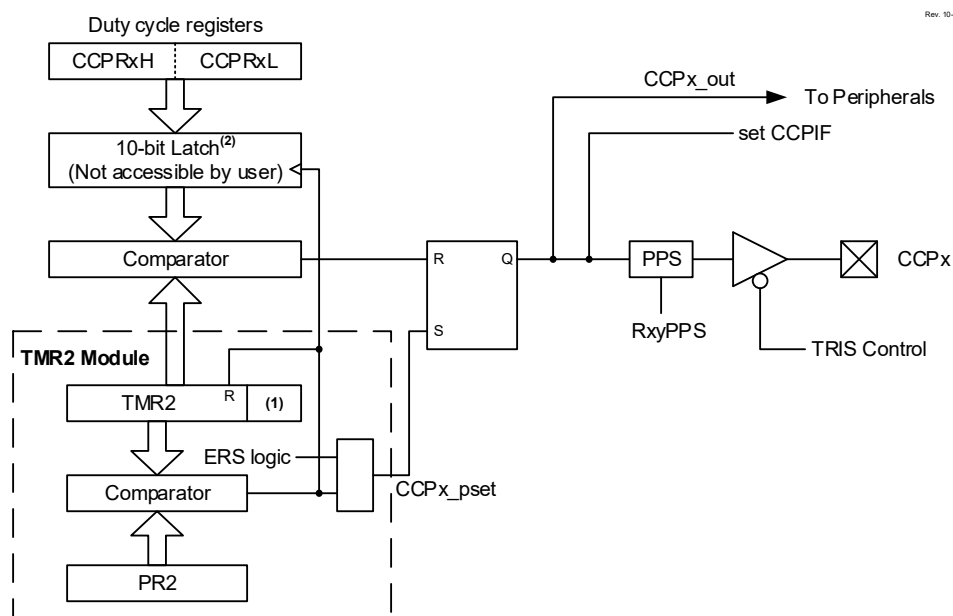 Rev. 10-
Duty cycle registers
CCPRxH CCPRxL
CCPx_out
To Peripherals
set CCPIF
10-bit Latch(2)
(Not accessible by user)
Comparator
R Q
S
PPS
CCPx
RxyPPS
TRIS Control
TMR2 Module
TMR2 R (1)
ERS logic
CCPx_pset
Comparator
PR2